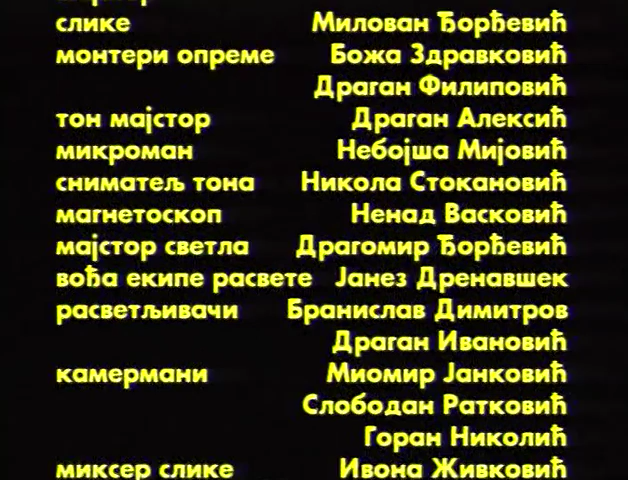 слике Милован Ђорђевић
монтери опреме Божа Здравковић
Драган Филиповић
тон мајстор Драган Алексић
микроман Небојша Мијовић
сниматељ тона Никола Стокановић
магнетоскоп Ненад Васковић
мајстор светла Драгомир Ђорђевић
вођа екипе расвете Јанез Дренавшек
расветљивачи Бранислав Димитров
Драган Ивановић
камермани Миомир Јанковић
Слободан Ратковић
Горан Николић
миксер слике Ивона Живковић